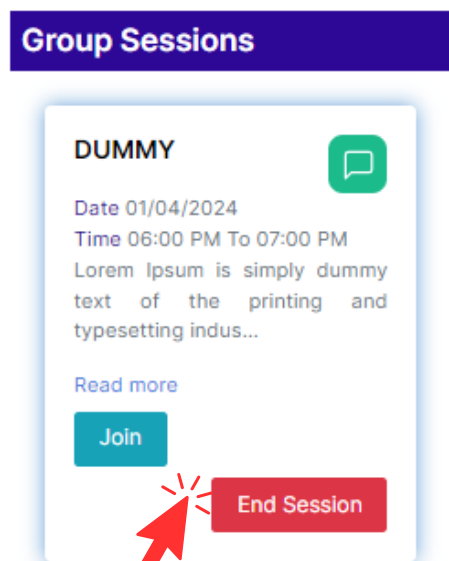 Group Sessions
DUMMY
Date 01/04/2024
Time 06:00 PM To 07:00 PM
Lorem Ipsum is simply dummy
text of the printing and
typesetting indus...
Read more
Join
End Session